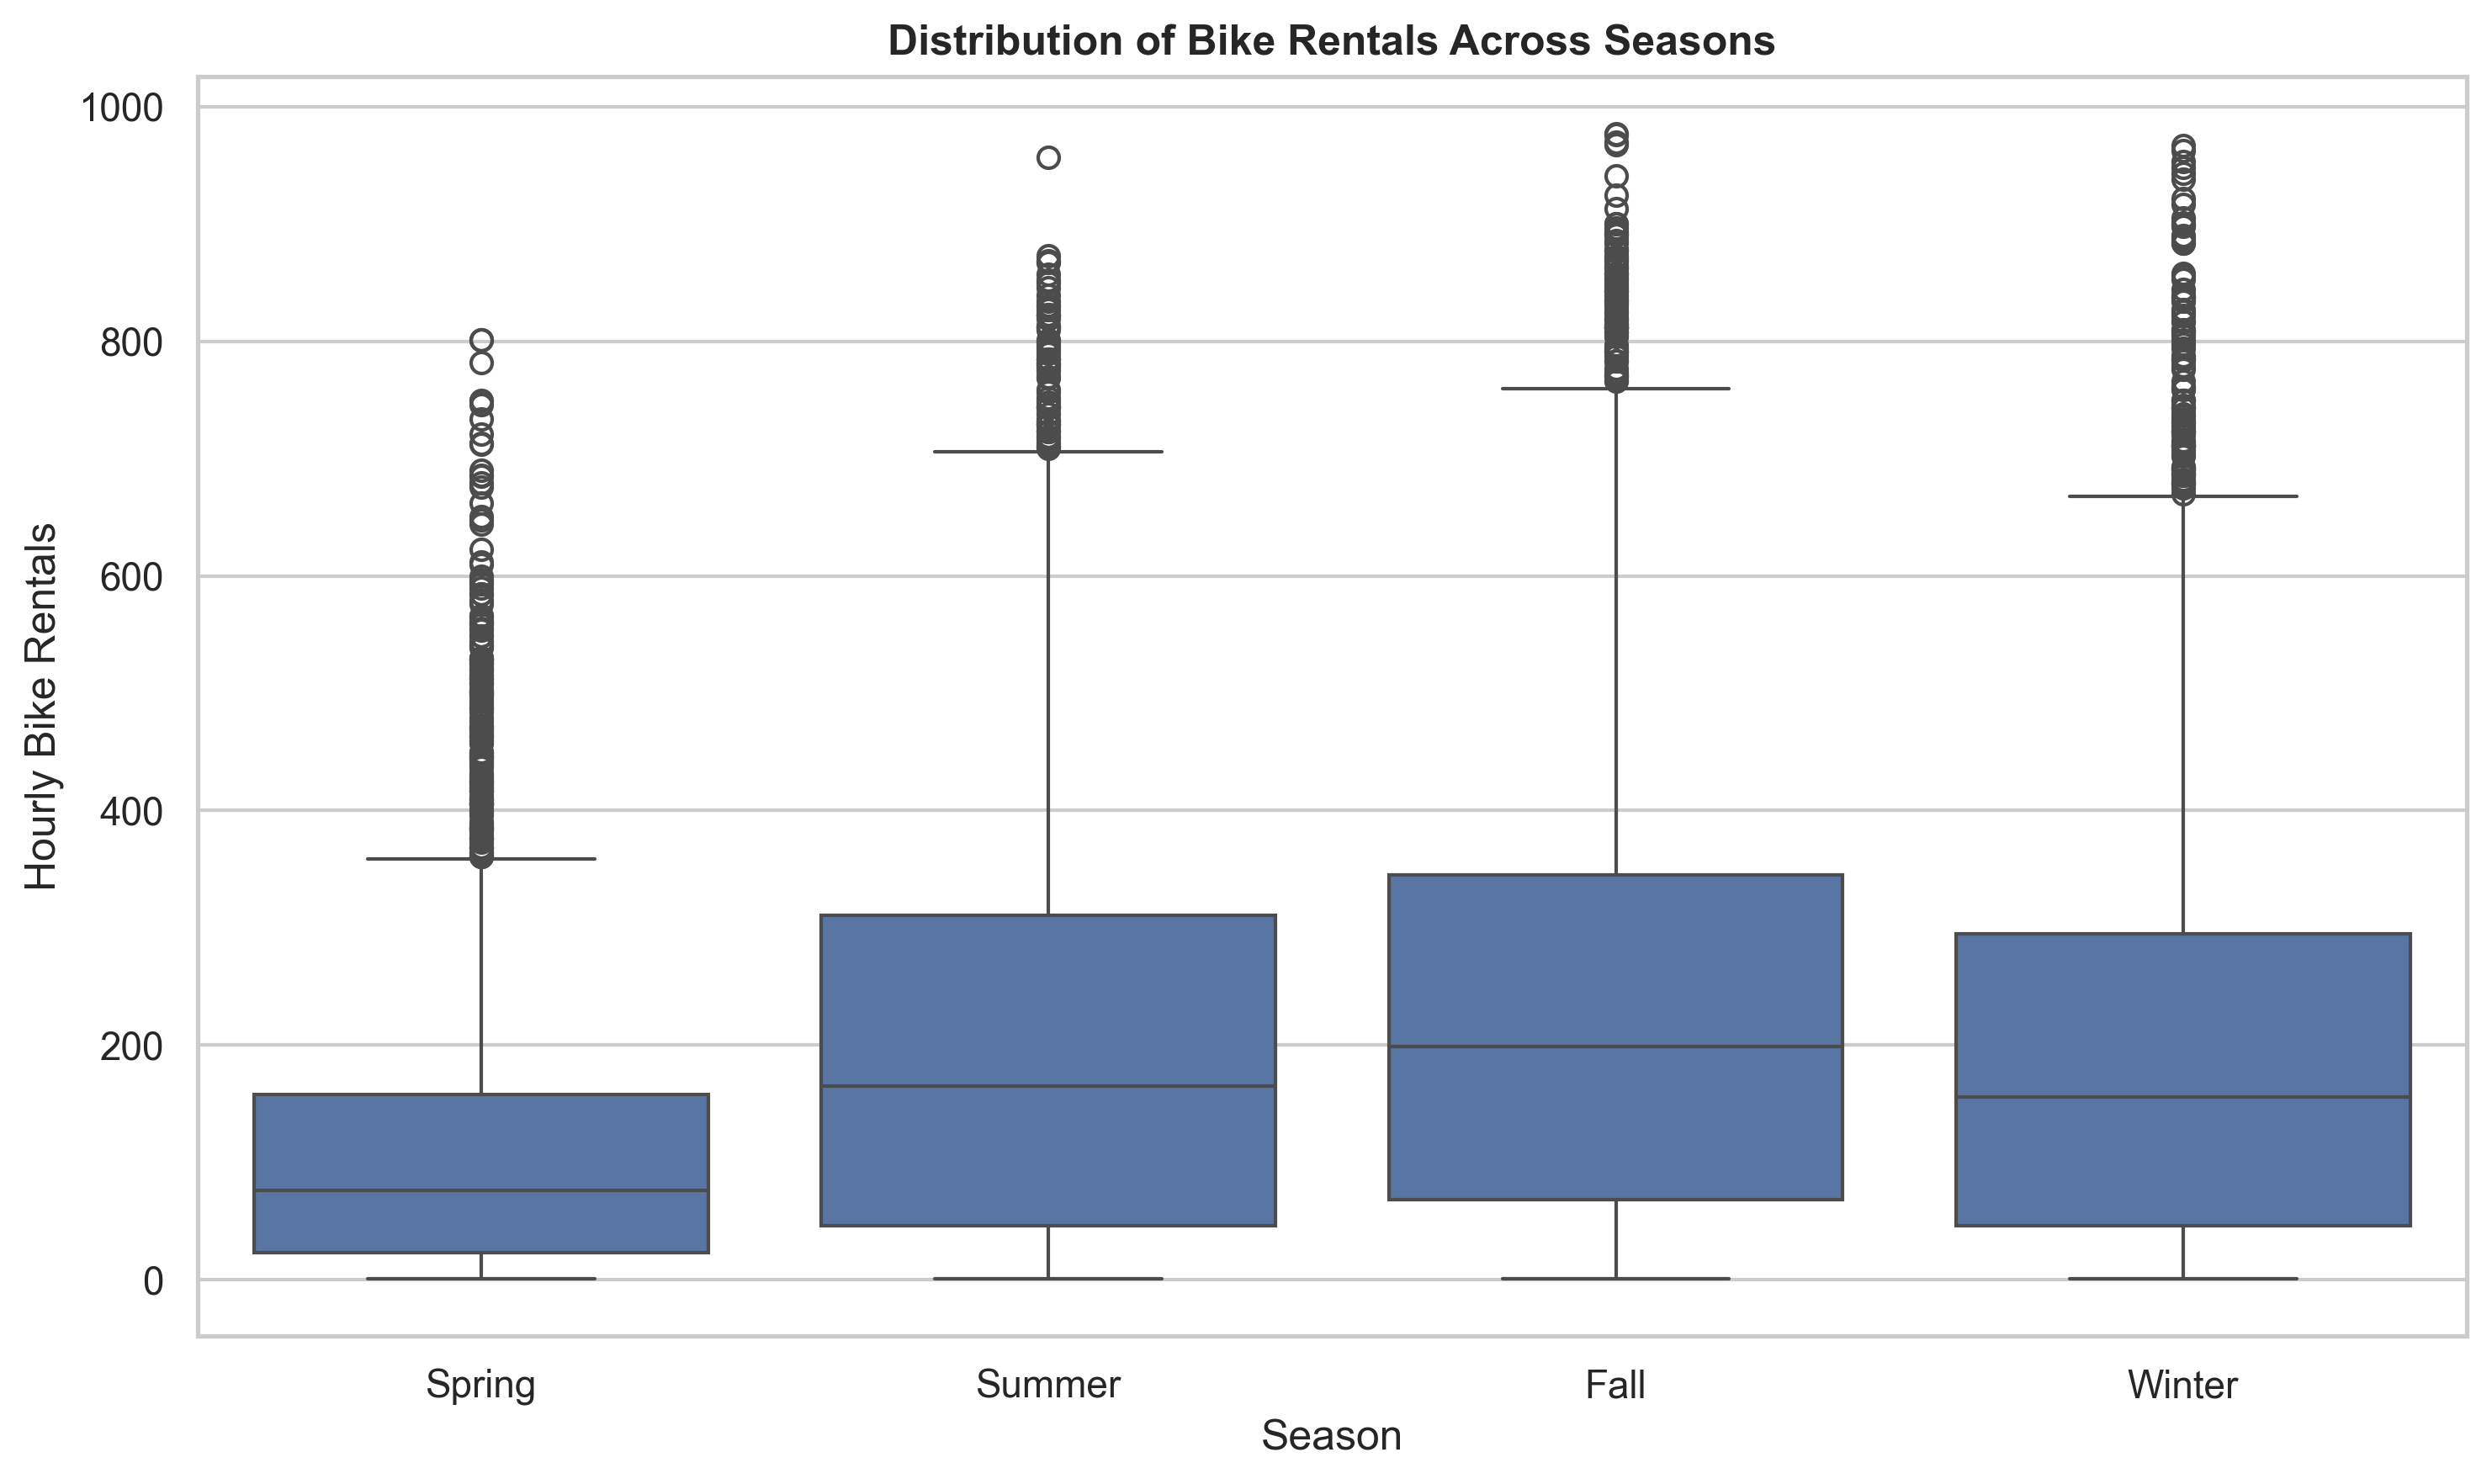 Distribution of Bike Rentals Across Seasons
1000
800
600
400
200
0
Hourly Bike Rentals
Spring
Summer
Fall
Winter
Season